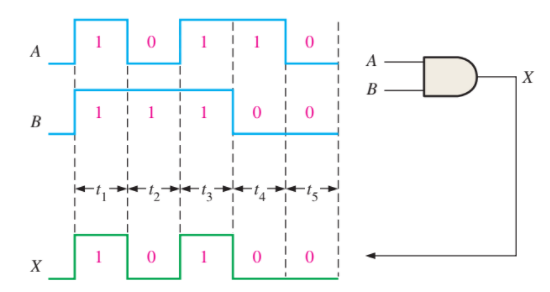 A 1 0 1 1 0
A
B
X
B 1 1 1 0 0
t1 t2 t3 t4 t5
X 1 0 1 0 0